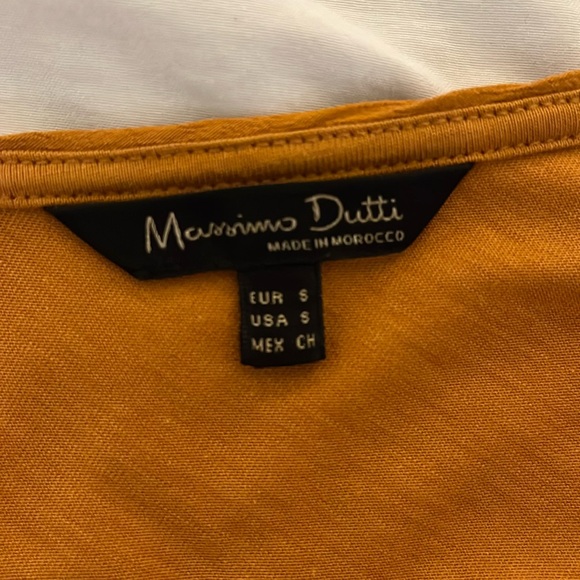 Massimo Dutti
MADE IN MOROCCO
EUR S
USA S
MEX CH